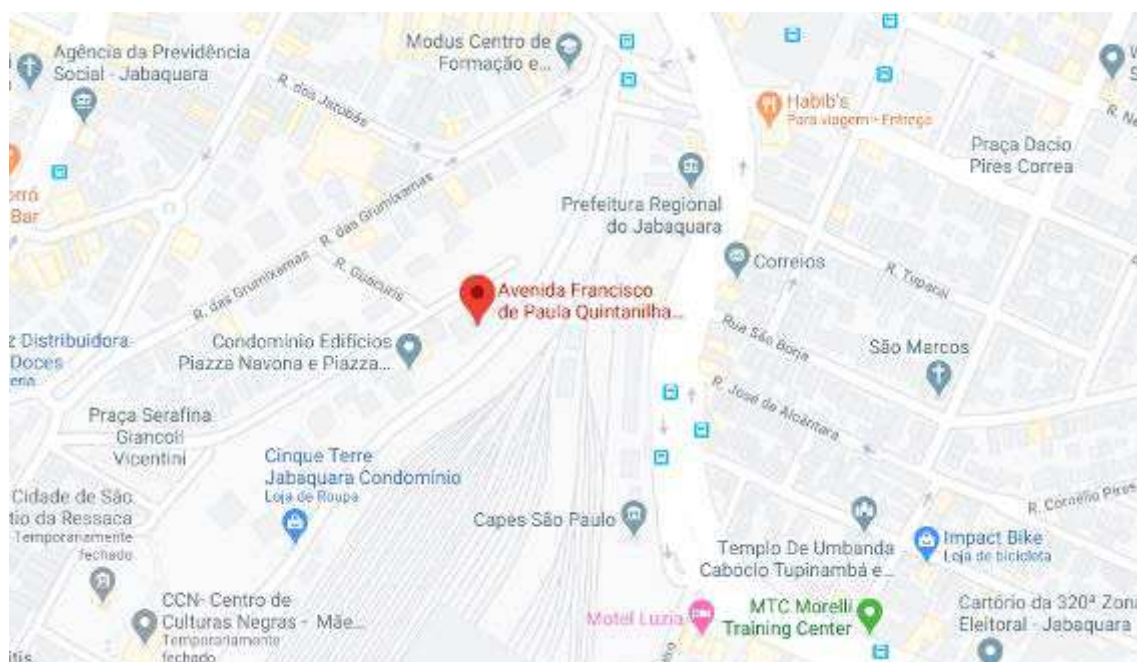 Agência da Previdência
Social - Jabaquara
Modus Centro de
Formação e...
Habib's
Para viagem - Entrega
R. dos Jatobás
Praça Dacio
Pires Correa
Bar
Prefeitura Regional
do Jabaquara
R. das Grumixamas
R. das Grumixamas
R. Guacuris
Correios
R. Tuparai
Avenida Francisco
de Paula Quintanilha...
z Distribuidora
Doces
Condomínio Edifícios
Piazza Navona e Piazza...
Rua São Borja
São Marcos
R. José de Alcântara
Praça Serafina
Giancoli
Vicentini
Cinque Terre
Jabaquara Condomínio
Loja de Roupa
Cidade de São
tio da Ressaca
Temporariamente
fechado
Capes São Paulo
R. Cornélio Pires
Templo De Umbanda
Caboclo Tupinambá e...
Impact Bike
Loja de bicicleta
CCN- Centro de
Culturas Negras - Mãe...
Temporariamente
fechado
Motel Luzia
MTC Morelli
Training Center
Cartório da 320ª Zona
Eleitoral - Jabaquara